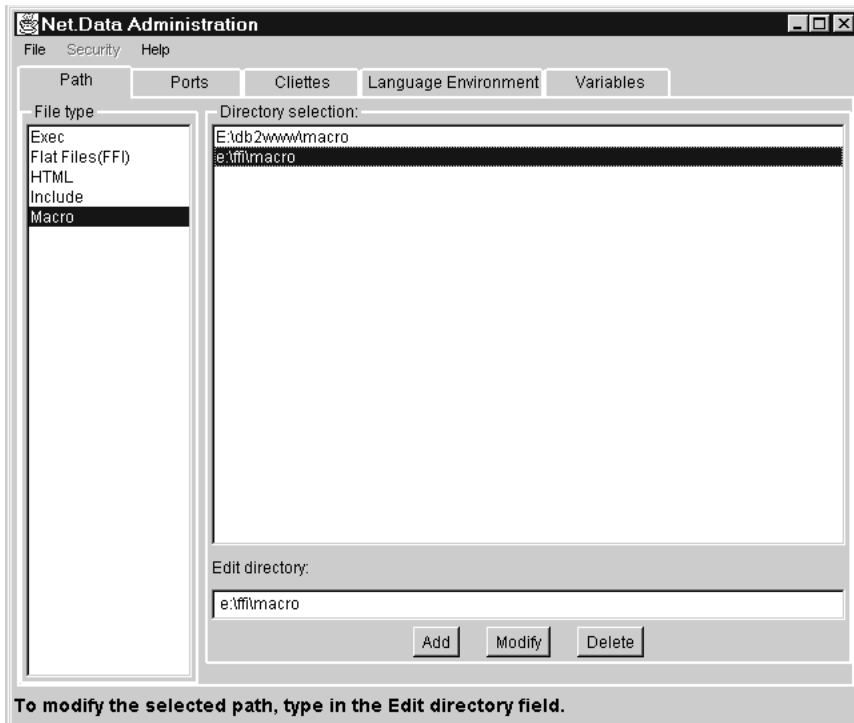 Net.Data Administration
File Security Help
Path Ports Cliettes Language Environment Variables
File type
Exec
Flat Files(FFI)
HTML
Include
Macro
Directory selection:
E:\db2www\macro
e:\ffi\macro
Edit directory:
e:\ffi\macro
Add Modify Delete
To modify the selected path, type in the Edit directory field.